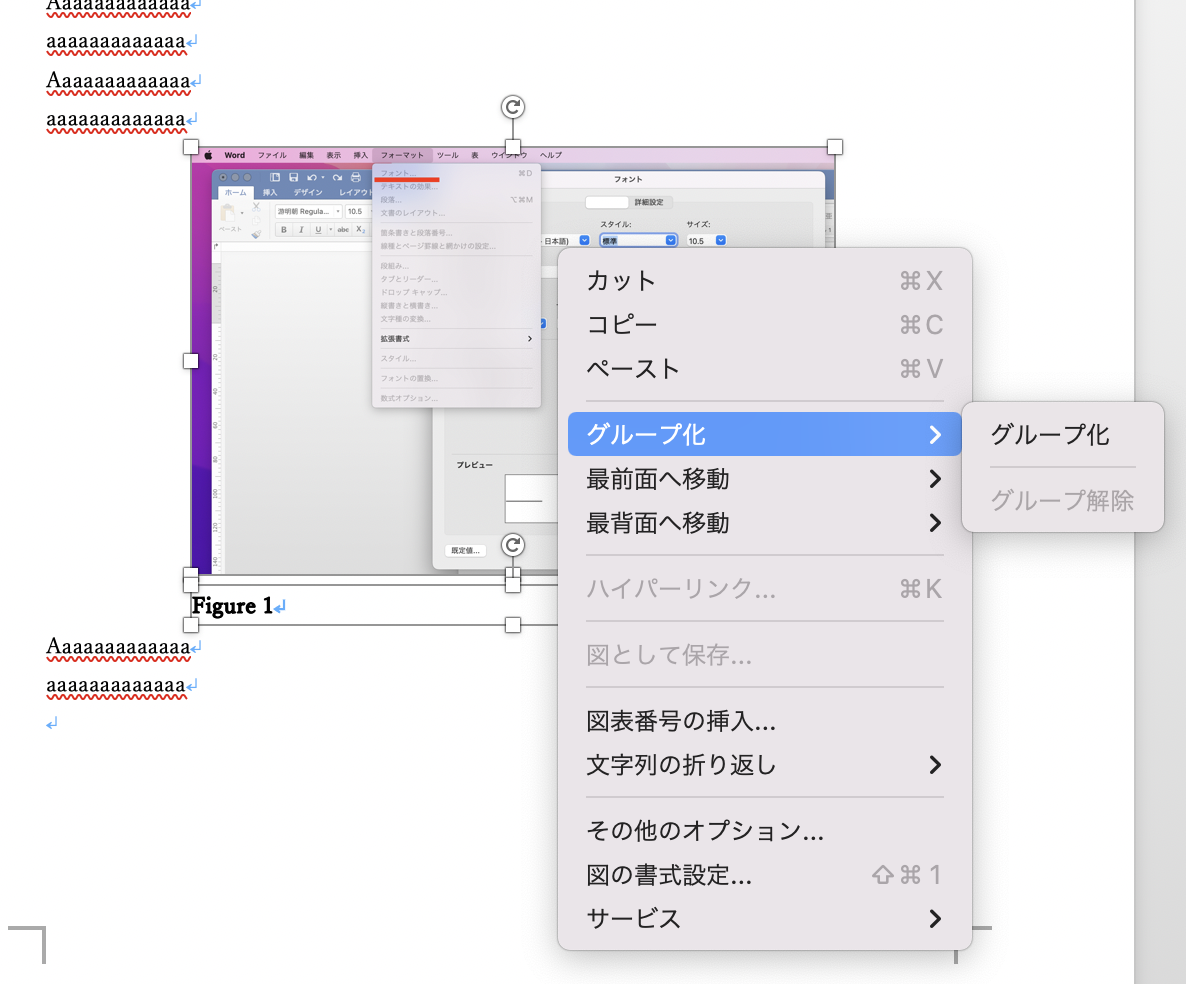 Aaaaaaaaaaaaa
aaaaaaaaaaaaa
Aaaaaaaaaaaaa
aaaaaaaaaaaaa
Word ファイル 編集 表示 挿入 フォーマット ツール 表 ウインドウ ヘルプ
ホーム 挿入 デザイン レイアウト
ペースト
游明朝 Regula... 10.5
B I U abc X₂
フォント... ⌘D
テキストの効果...
段落... ⌥⌘M
文書のレイアウト...
箇条書きと段落番号...
線種とページ罫線と網かけの設定...
段組み...
タブとリーダー...
ドロップ キャップ...
縦書きと横書き...
文字種の変換...
拡張書式
スタイル...
フォントの置換...
数式オプション...
フォント
詳細設定
スタイル: サイズ:
日本語) 標準 10.5
プレビュー
既定値...
カット ⌘X
コピー ⌘C
ペースト ⌘V
グループ化
最前面へ移動
最背面へ移動
ハイパーリンク... ⌘K
図として保存...
図表番号の挿入...
文字列の折り返し
その他のオプション...
図の書式設定... ⇧⌘1
サービス
グループ化
グループ解除
Figure 1
Aaaaaaaaaaaaa
aaaaaaaaaaaaa